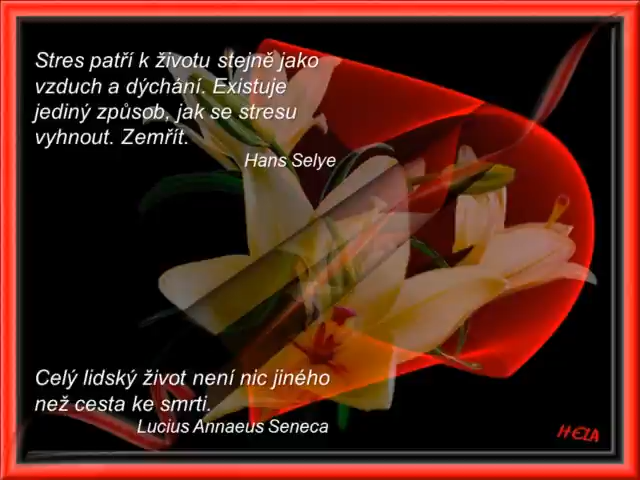 Stres patří k životu stejně jako
vzduch a dýchání. Existuje
jediný způsob, jak se stresu
vyhnout. Zemřít.
Hans Selye
Celý lidský život není nic jiného
než cesta ke smrti.
Lucius Annaeus Seneca
HEZA